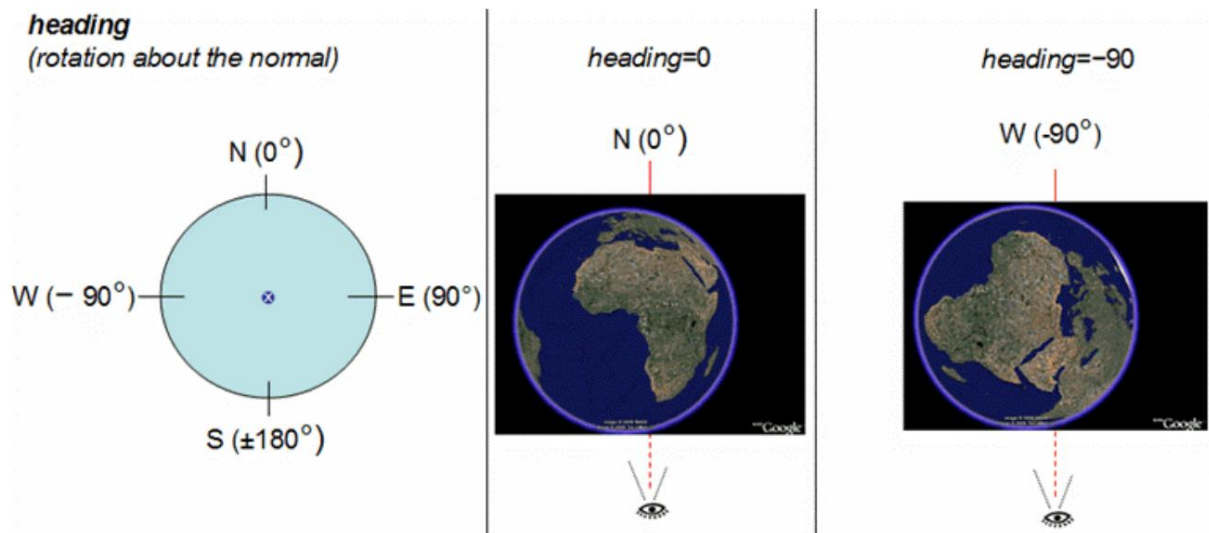 heading
(rotation about the normal)
N (0°)
W (− 90°)
E (90°)
S (±180°)
heading=0
N (0°)
Google
heading=−90
W (-90°)
Google